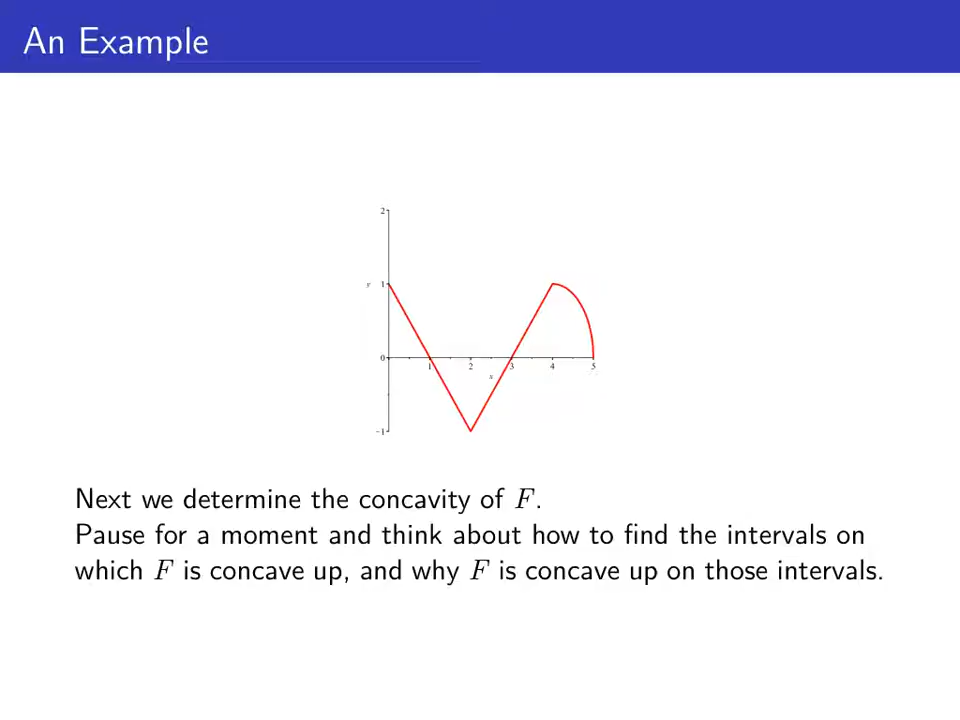 An Example
2
y 1
0
1 2 3 4 5
x
-1
Next we determine the concavity of F.
Pause for a moment and think about how to find the intervals on
which F is concave up, and why F is concave up on those intervals.